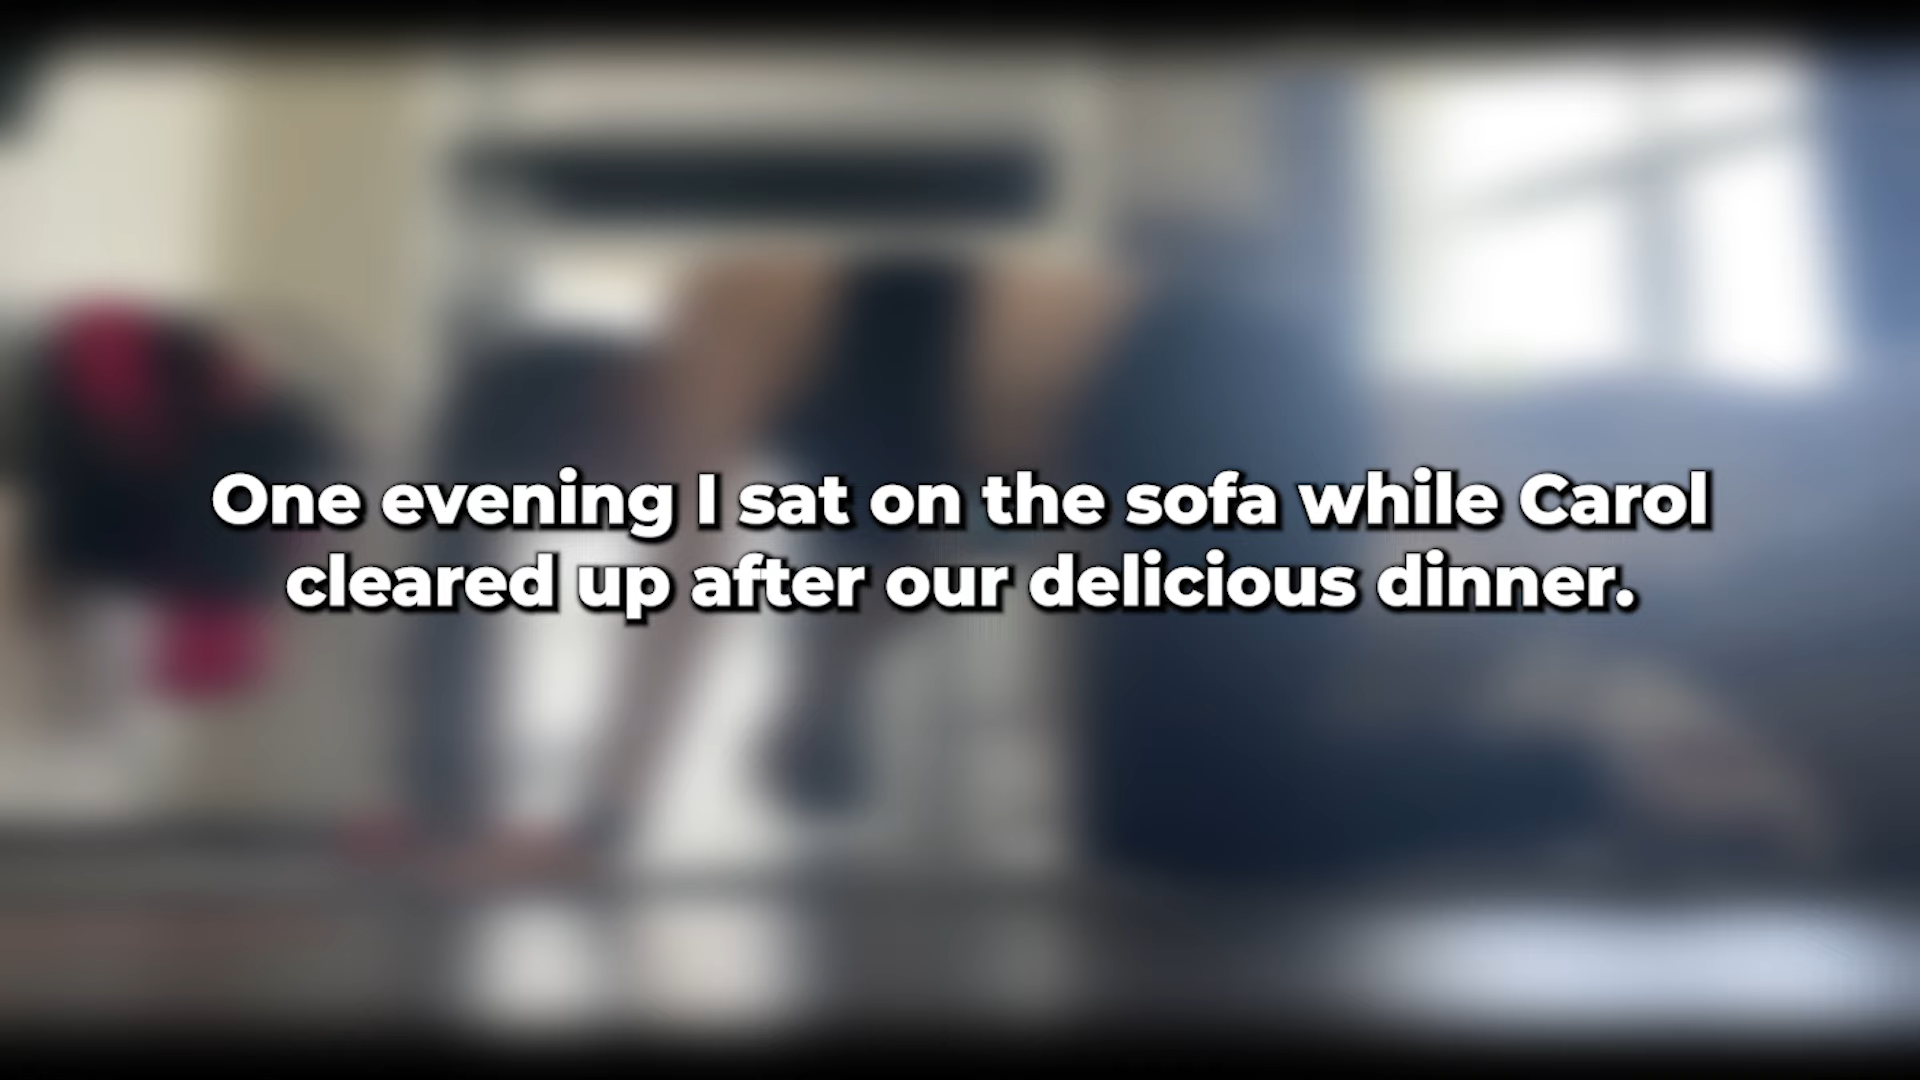 One evening I sat on the sofa while Carol
cleared up after our delicious dinner.